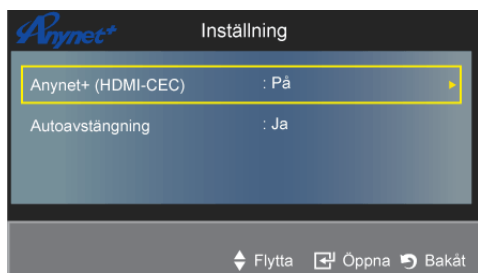 Anynet+ Inställning
Anynet+ (HDMI-CEC) : På
Autoavstängning : Ja
Flytta Öppna Bakåt